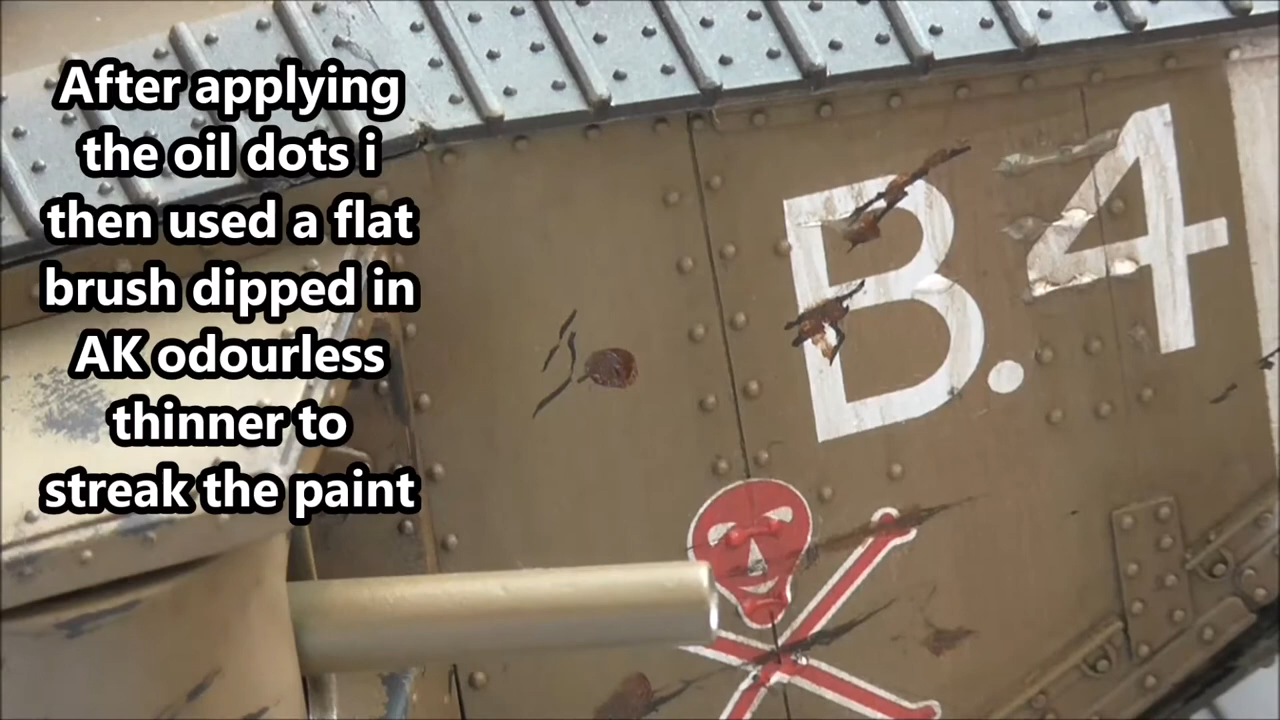 After applying
the oil dots i
then used a flat
brush dipped in
AK odourless
thinner to
streak the paint
B.4